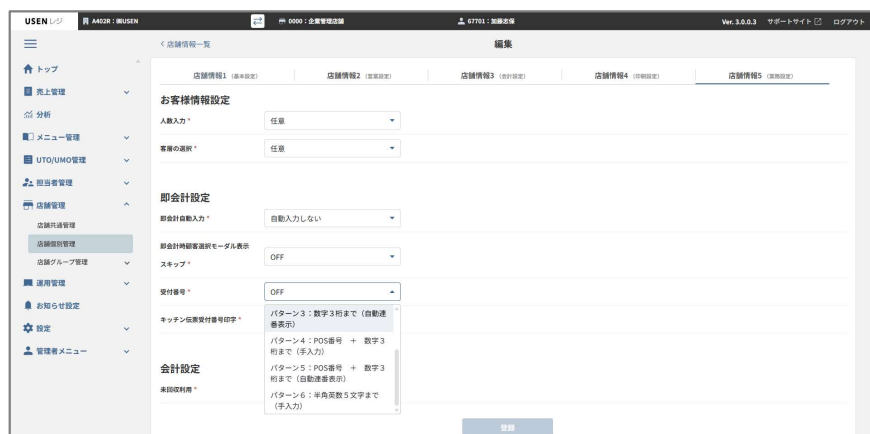 USEN レジ
A402R：㈱USEN
0000：企業管理店舗
67701：加藤志保
Ver. 3.0.0.3
サポートサイト
ログアウト
＜ 店舗情報一覧
編集
トップ
売上管理
分析
メニュー管理
UTO/UMO管理
担当者管理
店舗管理
店舗共通管理
店舗個別管理
店舗グループ管理
運用管理
お知らせ設定
設定
管理者メニュー
店舗情報1 (基本設定)
店舗情報2 (営業設定)
店舗情報3 (会計設定)
店舗情報4 (印刷設定)
店舗情報5 (業務設定)
お客様情報設定
人数入力 *
任意
客層の選択 *
任意
即会計設定
即会計自動入力 *
自動入力しない
即会計時顧客選択モーダル表示
スキップ *
OFF
受付番号 *
OFF
パターン３：数字３桁まで（自動連
番表示）
パターン４：POS番号　＋　数字３
桁まで（手入力）
パターン５：POS番号　＋　数字３
桁まで（自動連番表示）
パターン６：半角英数５文字まで
（手入力）
キッチン伝票受付番号印字 *
会計設定
未回収利用 *
登録